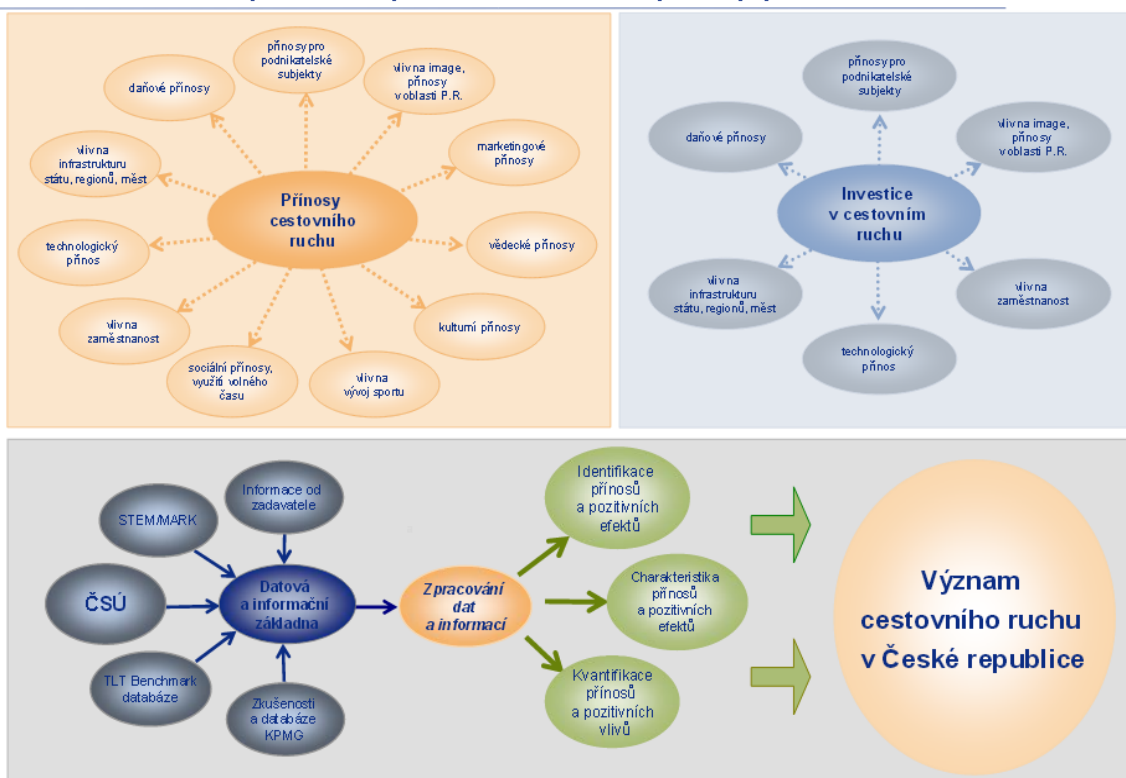 přínosy pro
podnikatelské
subjekty
daňové přínosy
vliv na image,
přínosy
v oblasti P.R.
vliv na
infrastrukturu
státu, regionů, měst
marketingové
přínosy
Přínosy
cestovního
ruchu
technologický
přínos
vědecké přínosy
vliv na
zaměstnanost
kulturní přínosy
sociální přínosy,
využití volného
času
vliv na
vývoj sportu
přínosy pro
podnikatelské
subjekty
daňové přínosy
vliv na image,
přínosy
v oblasti P.R.
Investice
v cestovním
ruchu
vliv na
infrastrukturu
státu, regionů, měst
vliv na
zaměstnanost
technologický
přínos
Informace od
zadavatele
STEM/MARK
ČSÚ
TLT Benchmark
databáze
Zkušenosti
a databáze
KPMG
Datová
a informační
základna
Zpracování
dat
a informací
Identifikace
přínosů
a pozitivních
efektů
Charakteristika
přínosů
a pozitivních
efektů
Kvantifikace
přínosů
a pozitivních
vlivů
Význam
cestovního ruchu
v České republice